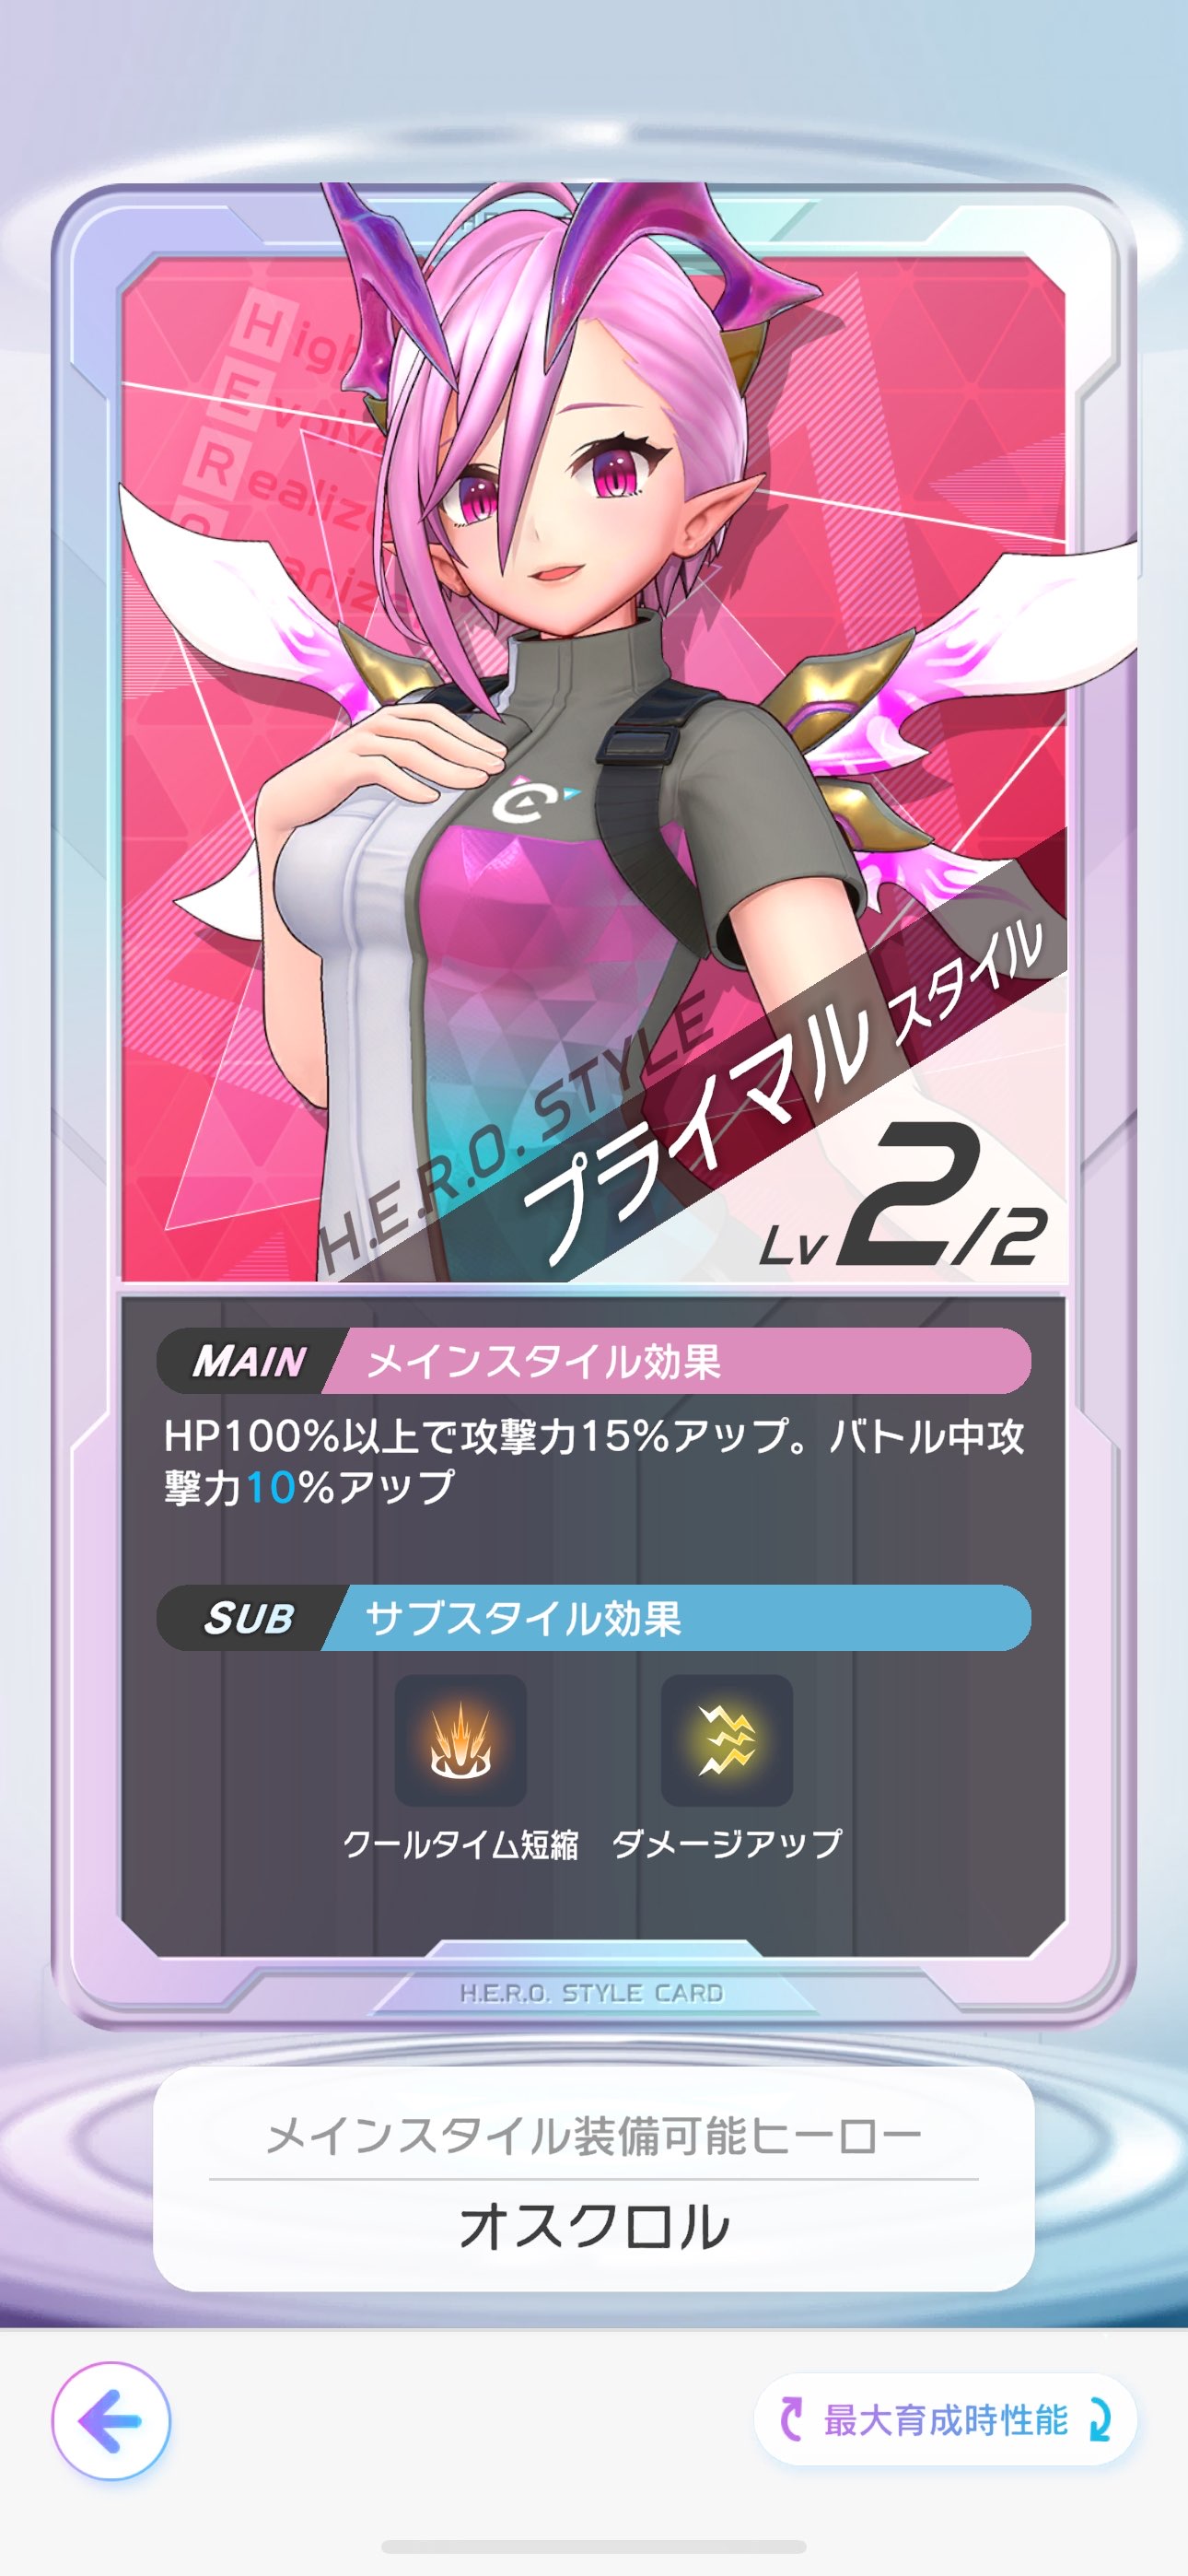 プライマル スタイル
H.E.R.O. STYLE
Lv 2/2
MAIN メインスタイル効果
HP100%以上で攻撃力15%アップ。バトル中攻
撃力10%アップ
SUB サブスタイル効果
クールタイム短縮 ダメージアップ
H.E.R.O. STYLE CARD
メインスタイル装備可能ヒーロー
オスクロル
最大育成時性能